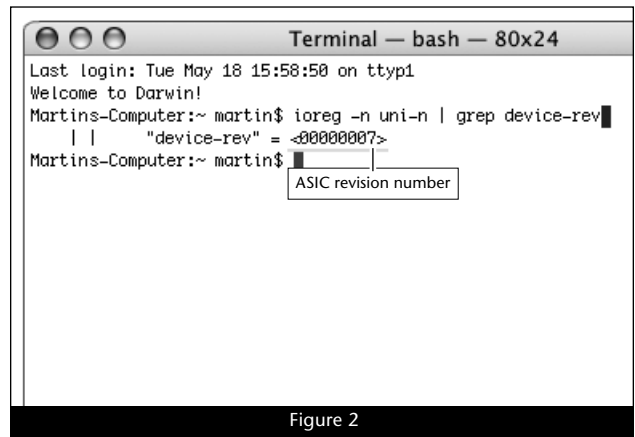 Terminal — bash — 80x24
Last login: Tue May 18 15:58:50 on ttyp1
Welcome to Darwin!
Martins-Computer:~ martin$ ioreg -n uni-n | grep device-rev
| | "device-rev" = <00000007>
Martins-Computer:~ martin$
ASIC revision number
Figure 2